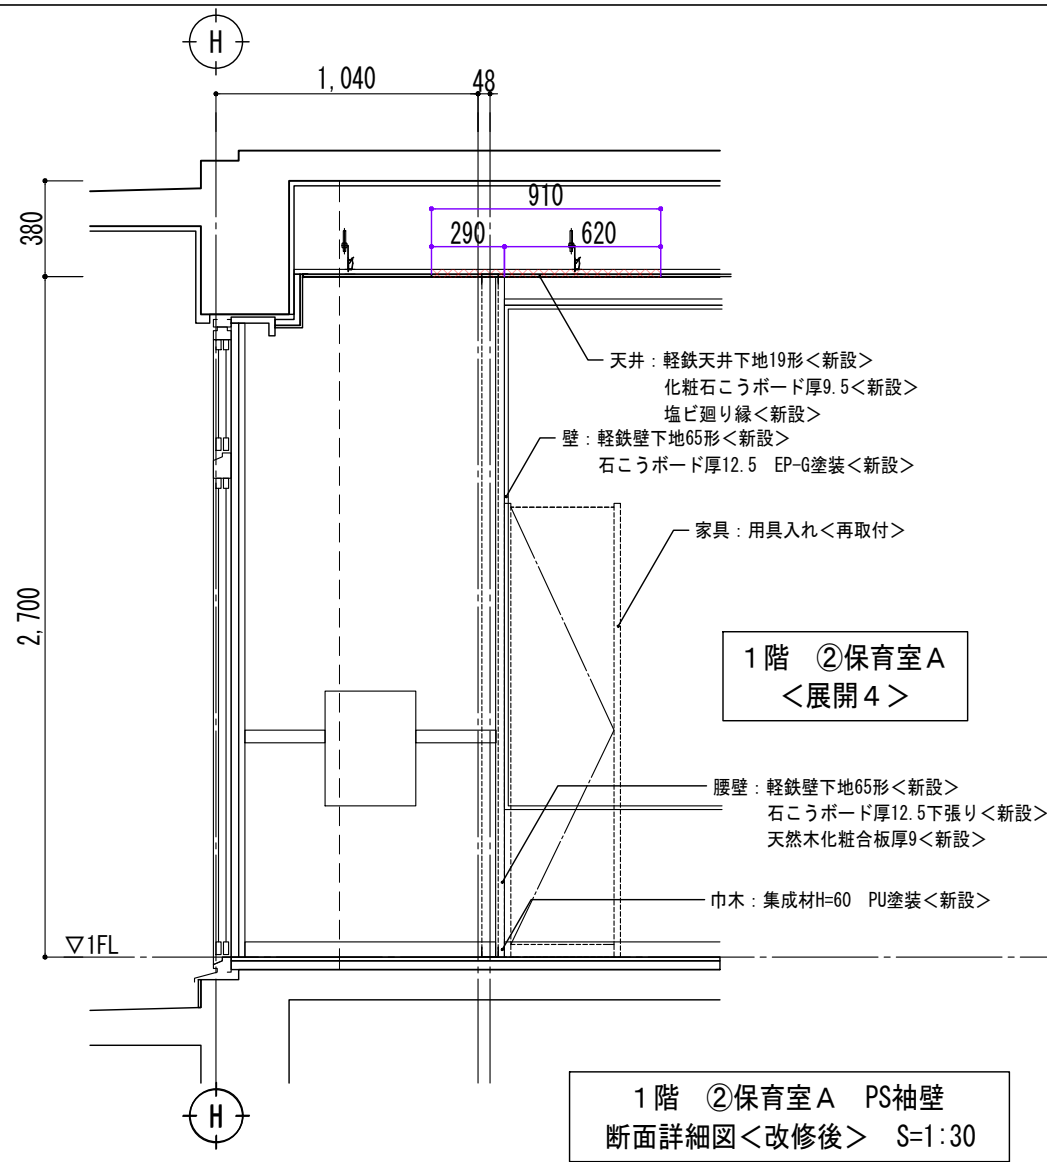 H
1,040
48
910
290
620
380
2,700
天井：軽鉄天井下地19形＜新設＞
化粧石こうボード厚9.5＜新設＞
塩ビ廻り縁＜新設＞
壁：軽鉄壁下地65形＜新設＞
石こうボード厚12.5　EP-G塗装＜新設＞
家具：用具入れ＜再取付＞
1階　②保育室A
＜展開4＞
腰壁：軽鉄壁下地65形＜新設＞
石こうボード厚12.5下張り＜新設＞
天然木化粧合板厚9＜新設＞
巾木：集成材H=60　PU塗装＜新設＞
▽1FL
H
1階　②保育室A　PS袖壁
断面詳細図＜改修後＞　S=1:30